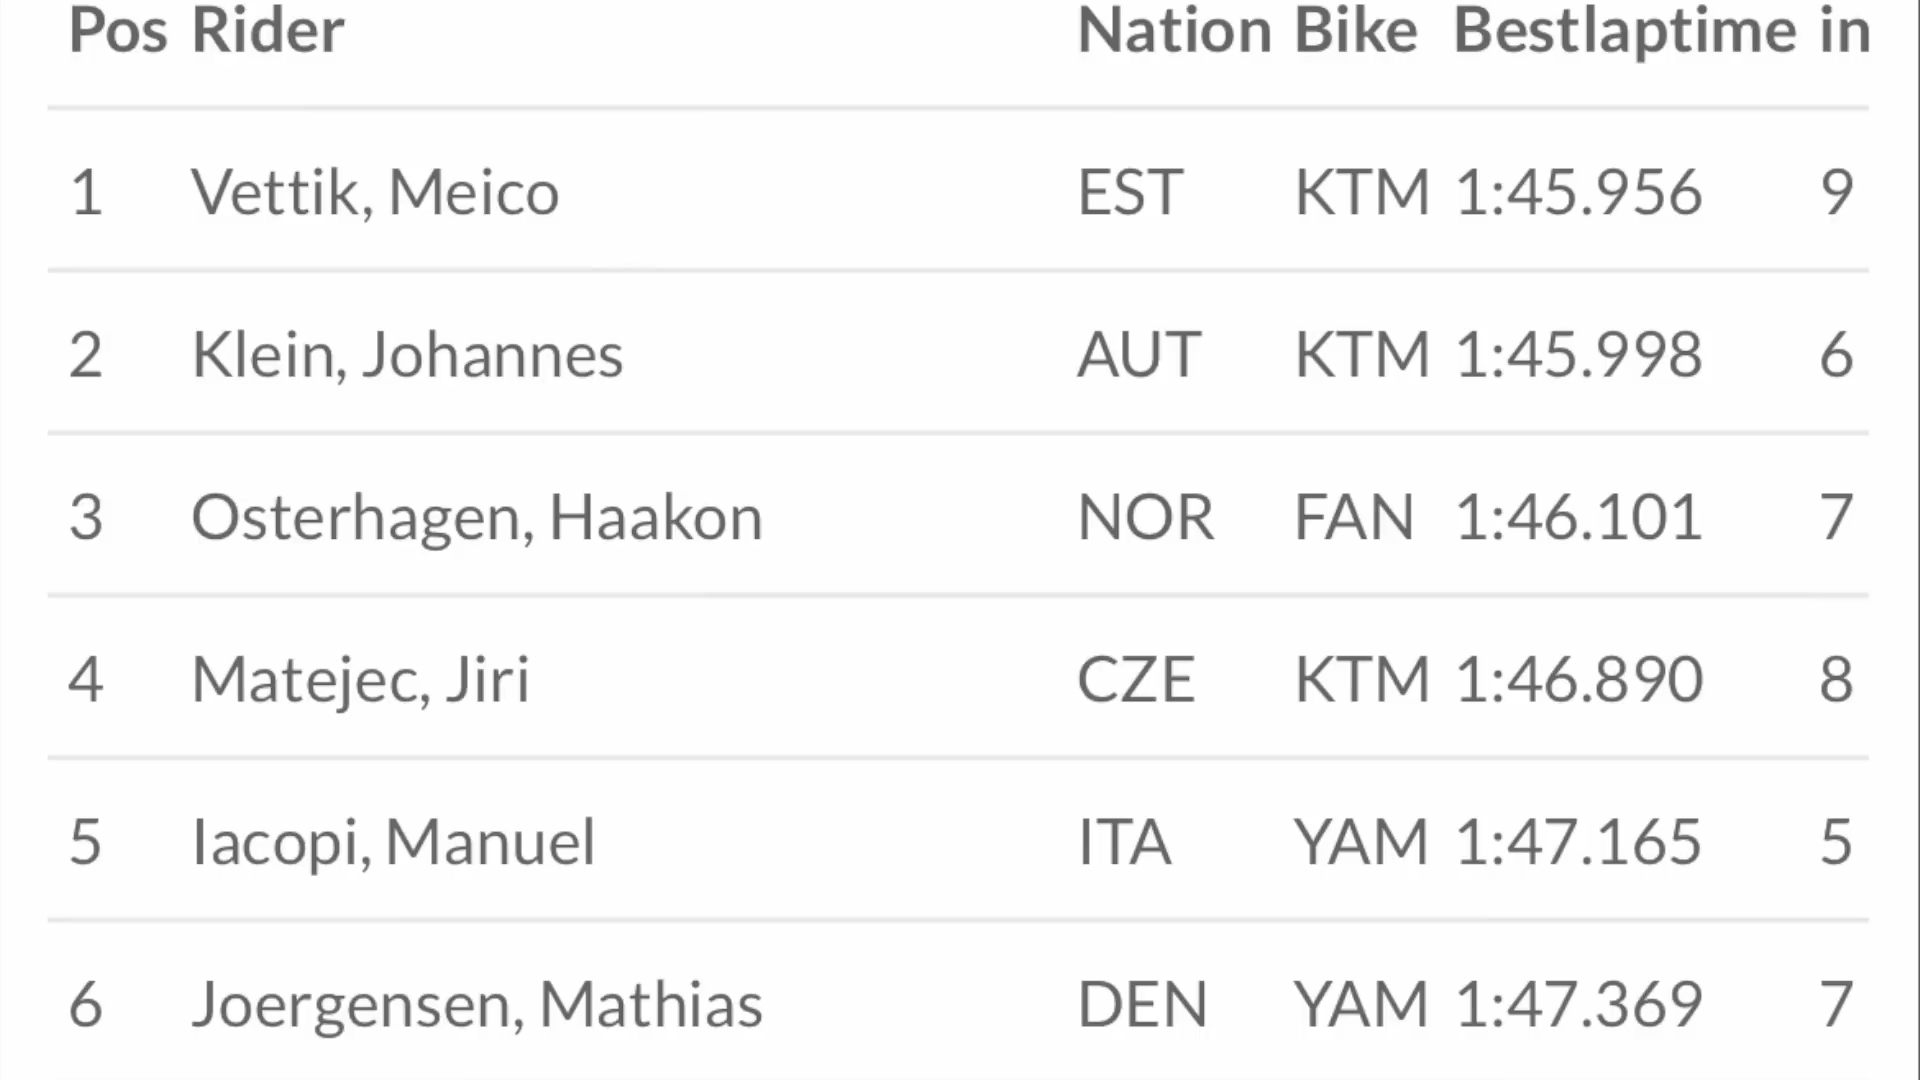 Pos Rider Nation Bike Bestlaptime in
1 Vettik, Meico EST KTM 1:45.956 9
2 Klein, Johannes AUT KTM 1:45.998 6
3 Osterhagen, Haakon NOR FAN 1:46.101 7
4 Matejec, Jiri CZE KTM 1:46.890 8
5 Iacopi, Manuel ITA YAM 1:47.165 5
6 Joergensen, Mathias DEN YAM 1:47.369 7